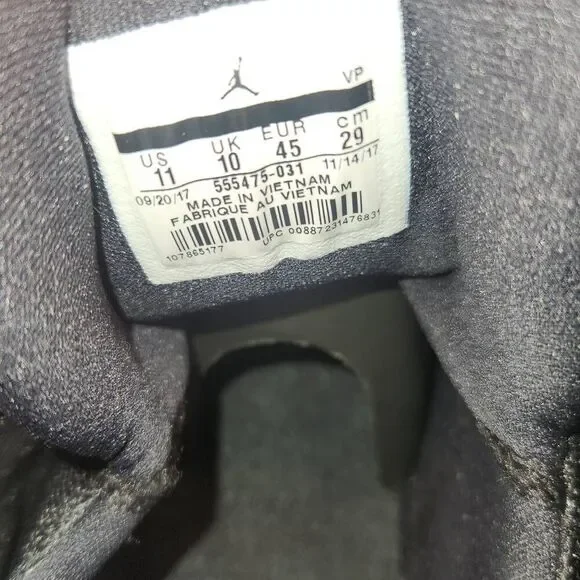 VP
US UK EUR cm
11 10 45 29
09/20/17 555475-031 11/14/17
MADE IN VIETNAM
FABRIQUE AU VIETNAM
107865177 UPC 00887231476831